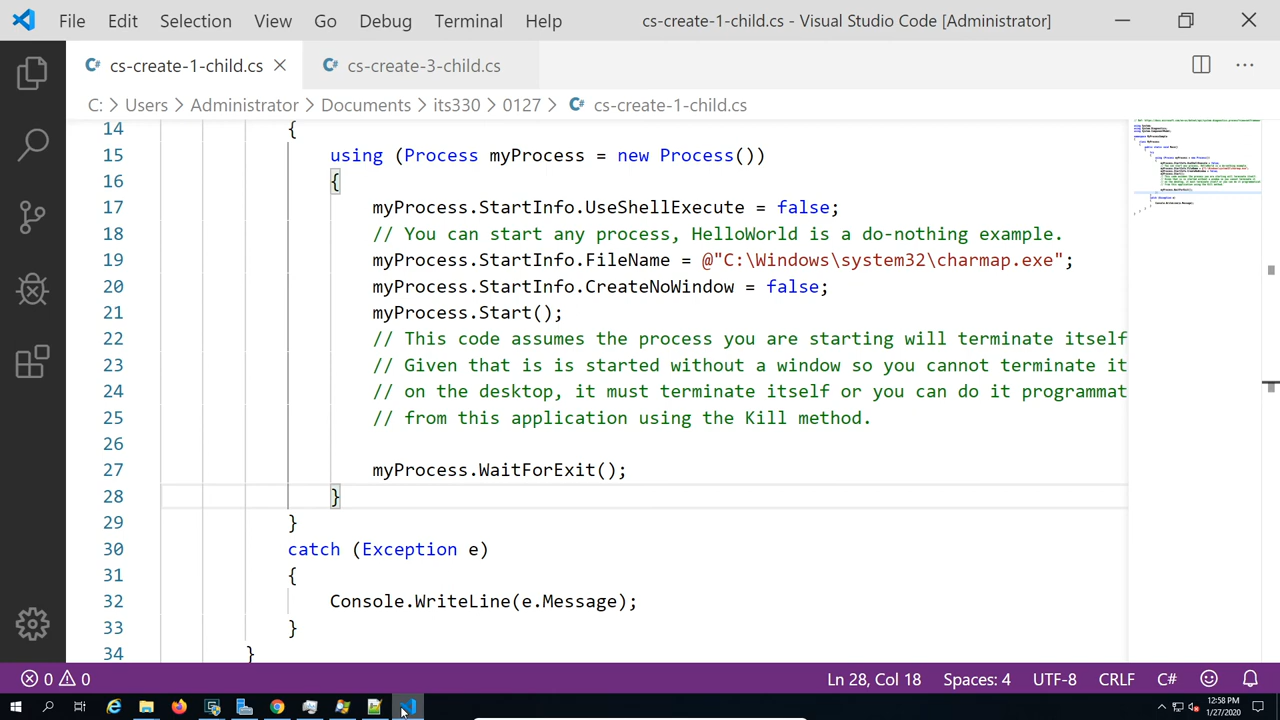 File Edit Selection View Go Debug Terminal Help cs-create-1-child.cs - Visual Studio Code [Administrator]
cs-create-1-child.cs cs-create-3-child.cs
C: > Users > Administrator > Documents > its330 > 0127 > cs-create-1-child.cs
14 {
15 using (Process myProcess = new Process())
16 {
17 myProcess.StartInfo.UseShellExecute = false;
18 // You can start any process, HelloWorld is a do-nothing example.
19 myProcess.StartInfo.FileName = @"C:\Windows\system32\charmap.exe";
20 myProcess.StartInfo.CreateNoWindow = false;
21 myProcess.Start();
22 // This code assumes the process you are starting will terminate itself
23 // Given that is is started without a window so you cannot terminate it
24 // on the desktop, it must terminate itself or you can do it programmat
25 // from this application using the Kill method.
26
27 myProcess.WaitForExit();
28 }
29 }
30 catch (Exception e)
31 {
32 Console.WriteLine(e.Message);
33 }
34 }
0 0 Ln 28, Col 18 Spaces: 4 UTF-8 CRLF C#
12:58 PM
1/27/2020